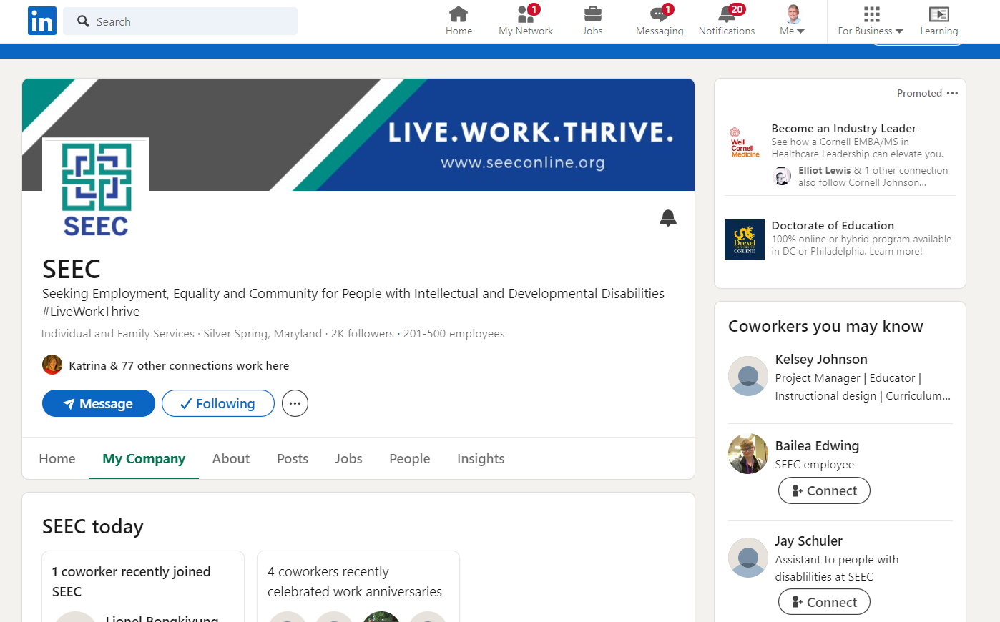 in
Search
1
1
20
Home
My Network
Jobs
Messaging
Notifications
Me
For Business
Learning
LIVE.WORK.THRIVE.
www.seeconline.org
SEEC
SEEC
Seeking Employment, Equality and Community for People with Intellectual and Developmental Disabilities
#LiveWorkThrive
Individual and Family Services · Silver Spring, Maryland · 2K followers · 201-500 employees
Katrina & 77 other connections work here
Message
Following
Home
My Company
About
Posts
Jobs
People
Insights
SEEC today
1 coworker recently joined
SEEC
Lionel Bongkiyung
4 coworkers recently
celebrated work anniversaries
Promoted
Weill
Cornell
Medicine
Become an Industry Leader
See how a Cornell EMBA/MS in
Healthcare Leadership can elevate you.
Elliot Lewis & 1 other connection
also follow Cornell Johnson...
Drexel
UNIVERSITY
ONLINE
Doctorate of Education
100% online or hybrid program available
in DC or Philadelphia. Learn more!
Coworkers you may know
Kelsey Johnson
Project Manager | Educator |
Instructional design | Curriculum...
Bailea Edwing
SEEC employee
Connect
Jay Schuler
Assistant to people with
disablilities at SEEC
Connect